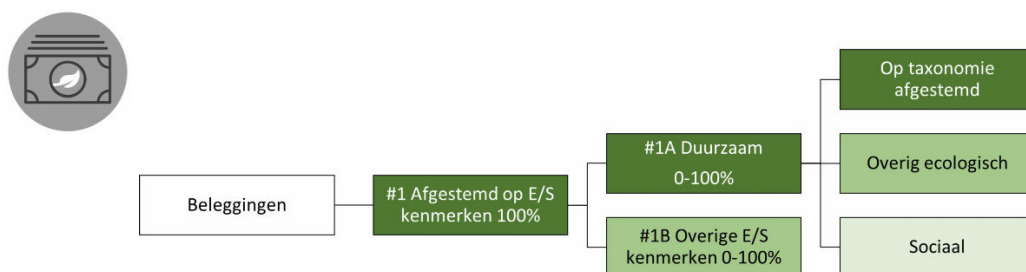 Beleggingen
#1 Afgestemd op E/S
kenmerken 100%
#1A Duurzaam
0-100%
#1B Overige E/S
kenmerken 0-100%
Op taxonomie
afgestemd
Overig ecologisch
Sociaal